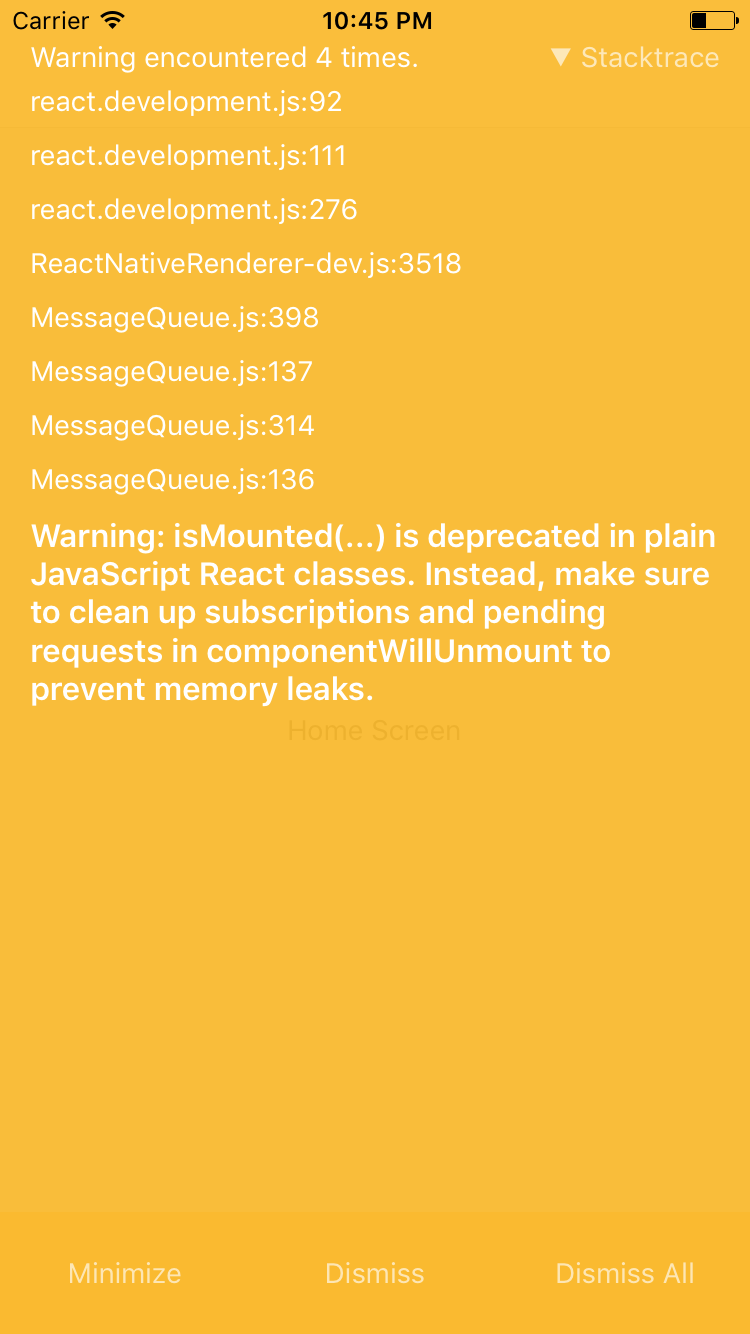 Carrier 10:45 PM
Warning encountered 4 times. ▼ Stacktrace
react.development.js:92
react.development.js:111
react.development.js:276
ReactNativeRenderer-dev.js:3518
MessageQueue.js:398
MessageQueue.js:137
MessageQueue.js:314
MessageQueue.js:136
Warning: isMounted(...) is deprecated in plain
JavaScript React classes. Instead, make sure
to clean up subscriptions and pending
requests in componentWillUnmount to
prevent memory leaks.
Home Screen
Minimize Dismiss Dismiss All